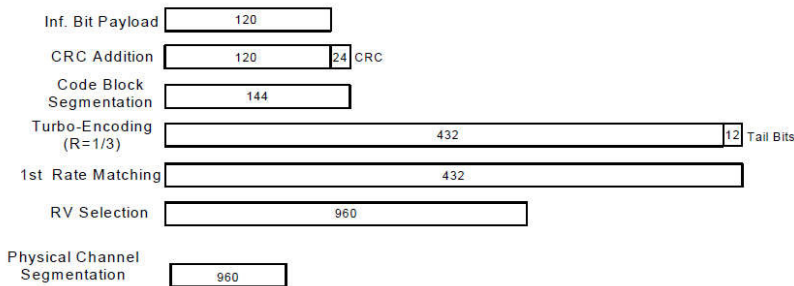 Inf. Bit Payload 120
CRC Addition 120 24 CRC
Code Block
Segmentation 144
Turbo-Encoding
(R=1/3) 432 12 Tail Bits
1st Rate Matching 432
RV Selection 960
Physical Channel
Segmentation 960